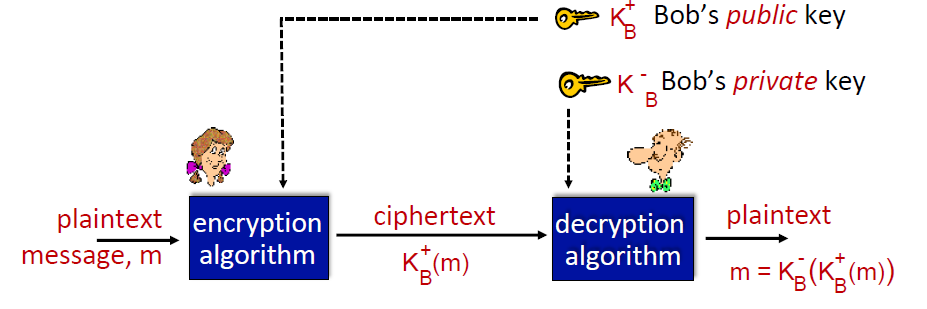 K_B^+ Bob's public key
K_B^- Bob's private key
plaintext
message, m
encryption
algorithm
ciphertext
K_B^+(m)
decryption
algorithm
plaintext
m = K_B^-(K_B^+(m))